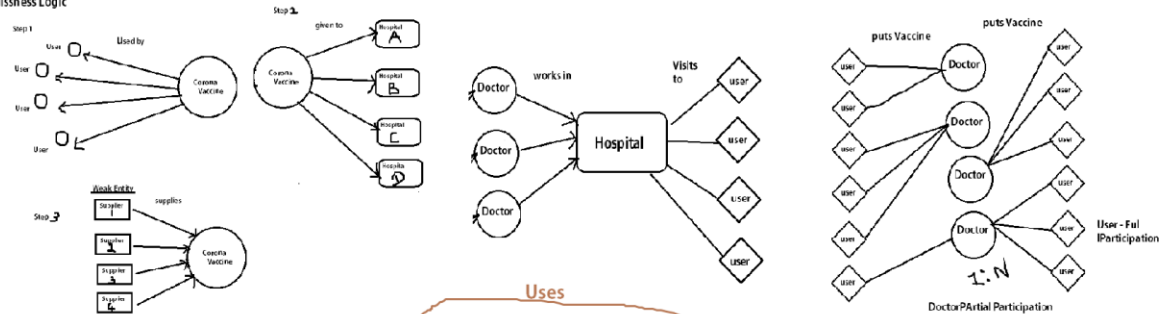 issness Logic
Step 1
Used by
User
User
User
User
Corona
Vaccine
Step 2
given to
Corona
Vaccine
Hospital
A
Hospital
B
Hospital
C
Hospita
D
Weak Entity
Step 3
supplies
Supplier
1
Supplier
2
Supplier
3
Supplier
4
Corona
Vaccine
works in
Doctor
Doctor
Doctor
Hospital
Visits
to
user
user
user
user
puts Vaccine
puts Vaccine
user
user
user
user
user
user
Doctor
Doctor
Doctor
Doctor
1:N
user
user
user
user
user
user
User - Ful
lParticipation
DoctorPArtial Participation
Uses